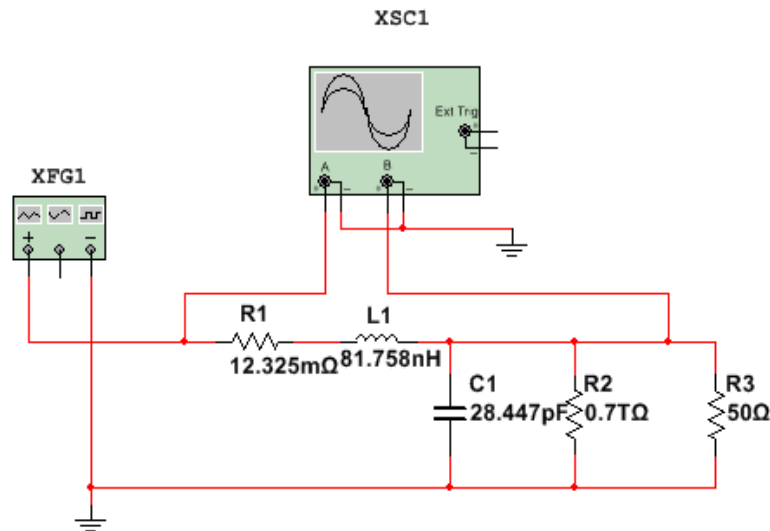 XSC1
Ext Trig
+
−
A
B
+
−
+
−
XFG1
+
−
R1
12.325mΩ
L1
81.758nH
C1
28.447pF
R2
0.7TΩ
R3
50Ω